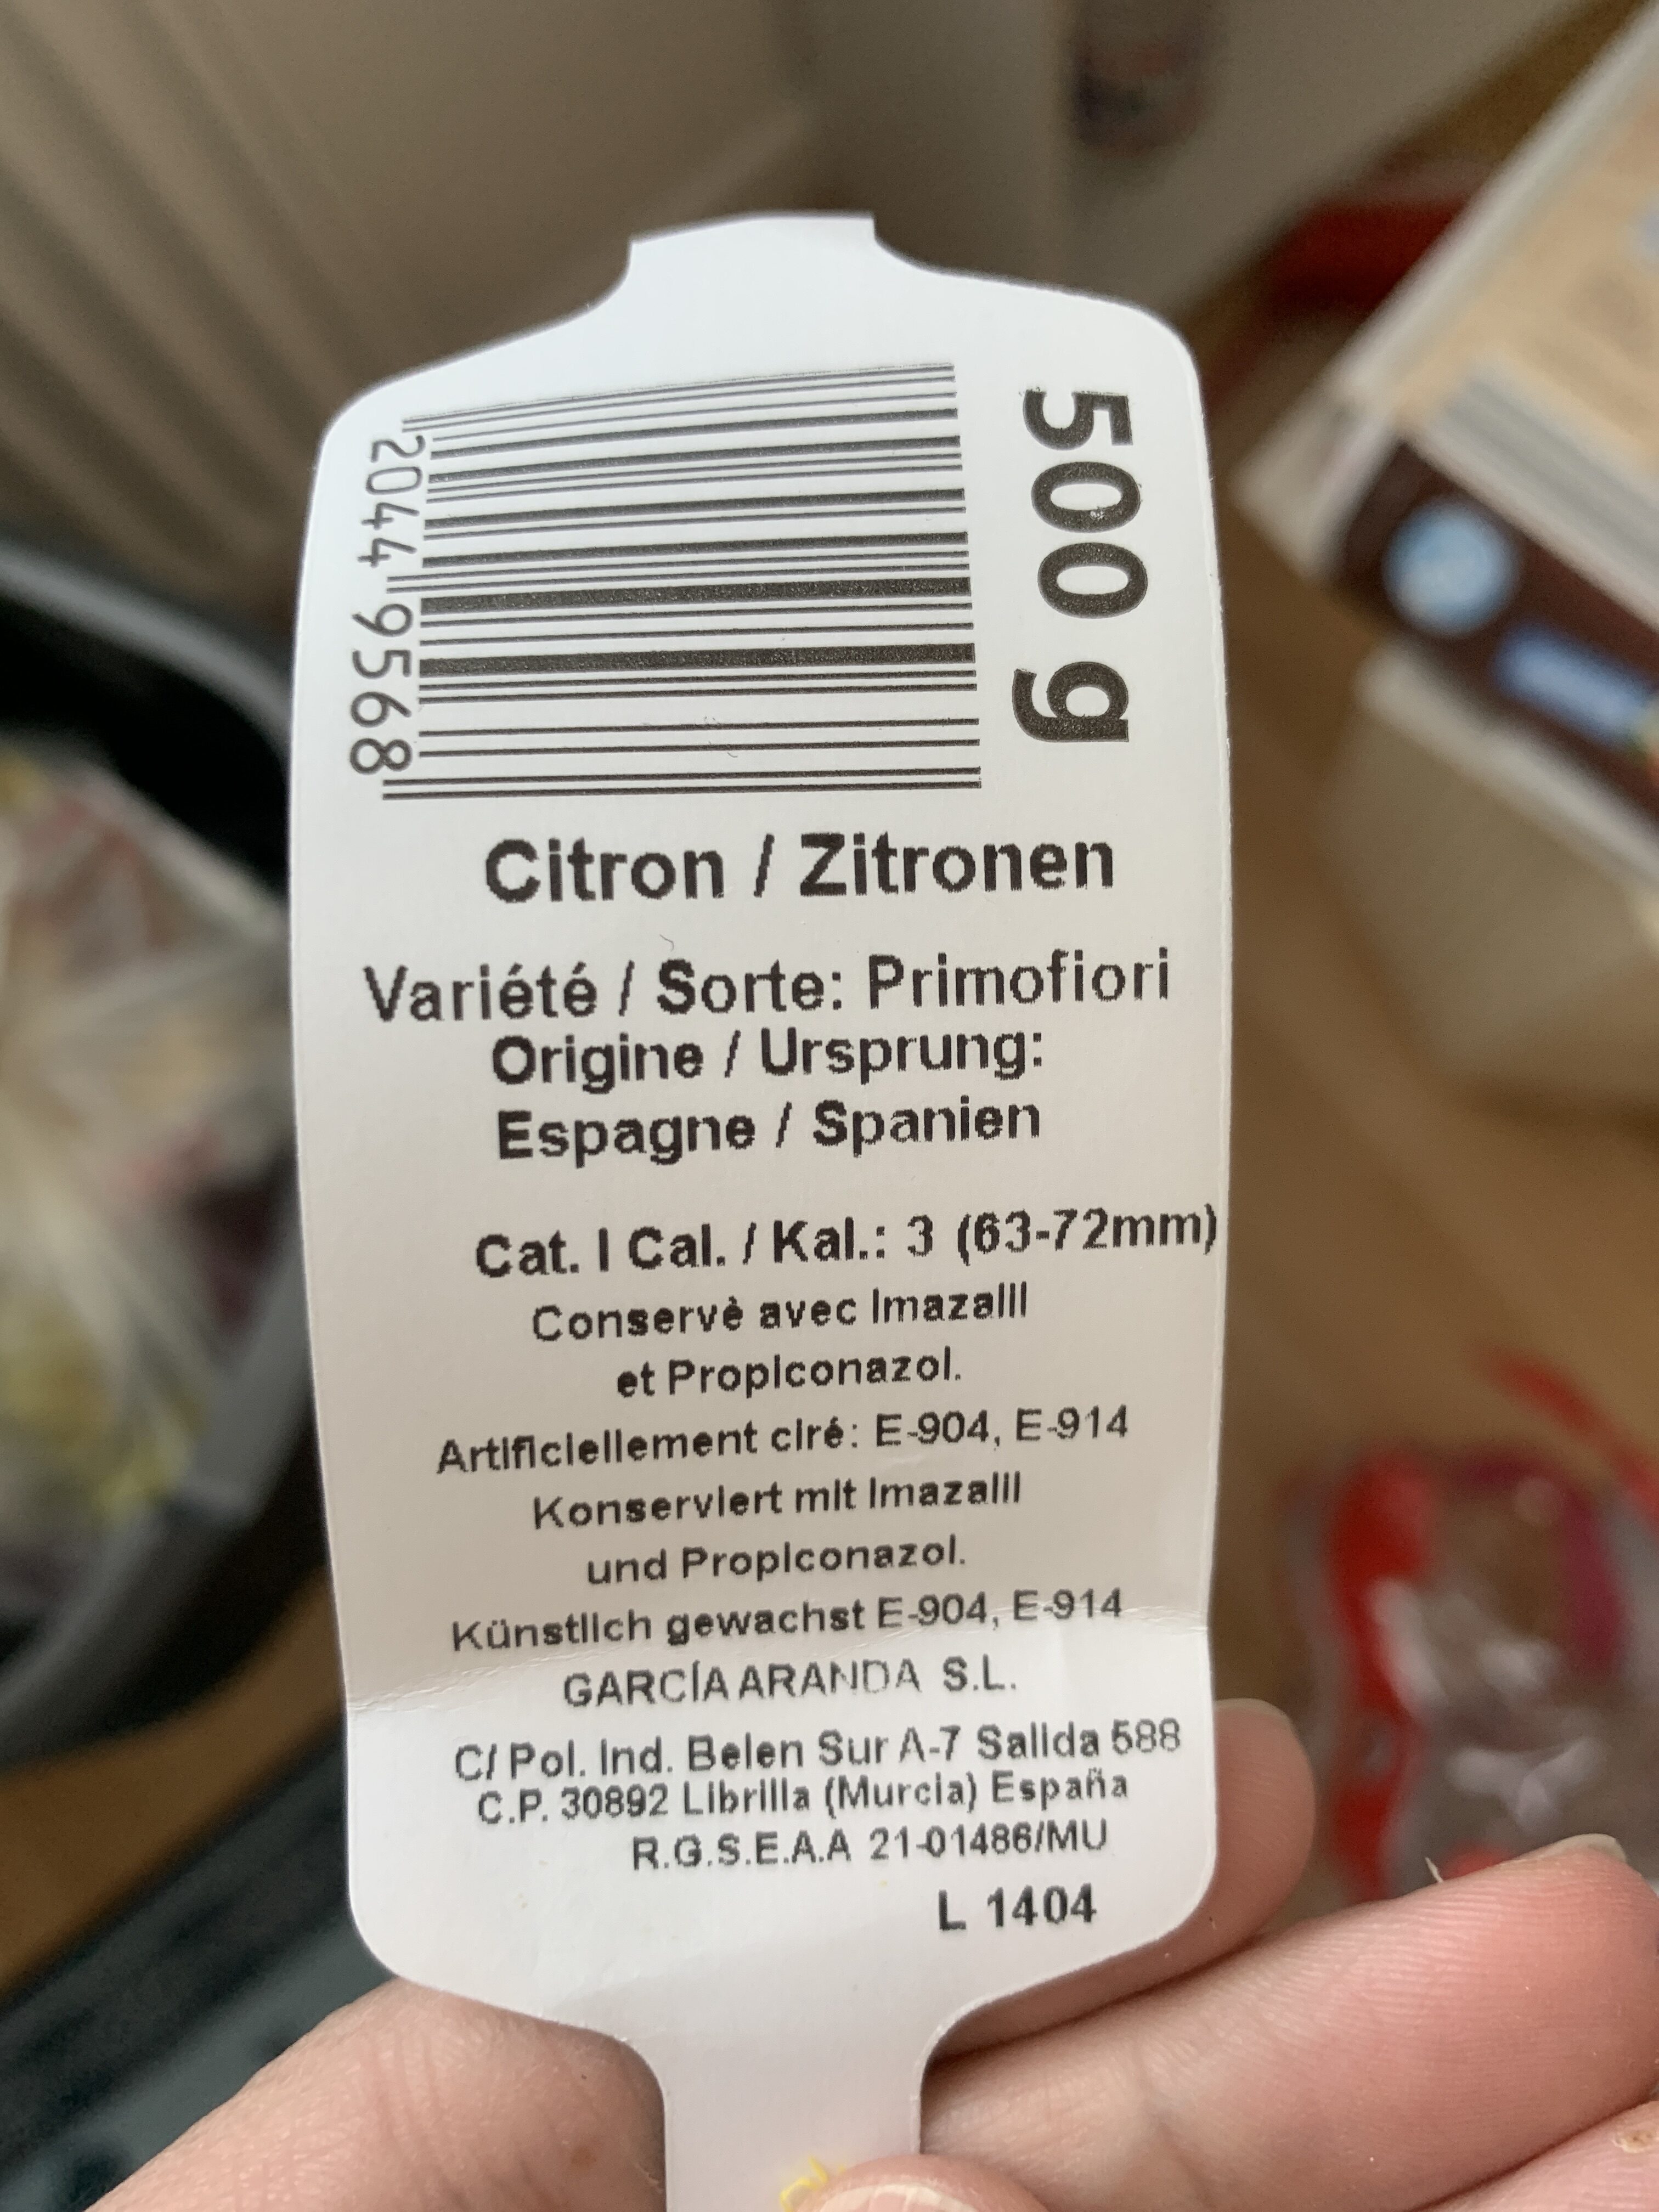 500 g
2044 9568
Citron / Zitronen
Variété / Sorte: Primofiori
Origine / Ursprung:
Espagne / Spanien
Cat. I Cal. / Kal.: 3 (63-72mm)
Conservè avec Imazalil
et Propiconazol.
Artificiellement ciré: E-904, E-914
Konserviert mit Imazalil
und Propiconazol.
Künstlich gewachst E-904, E-914
GARCÍA ARANDA S.L.
C/ Pol. Ind. Belen Sur A-7 Salida 588
C.P. 30892 Librilla (Murcia) España
R.G.S.E.A.A 21-01486/MU
L 1404